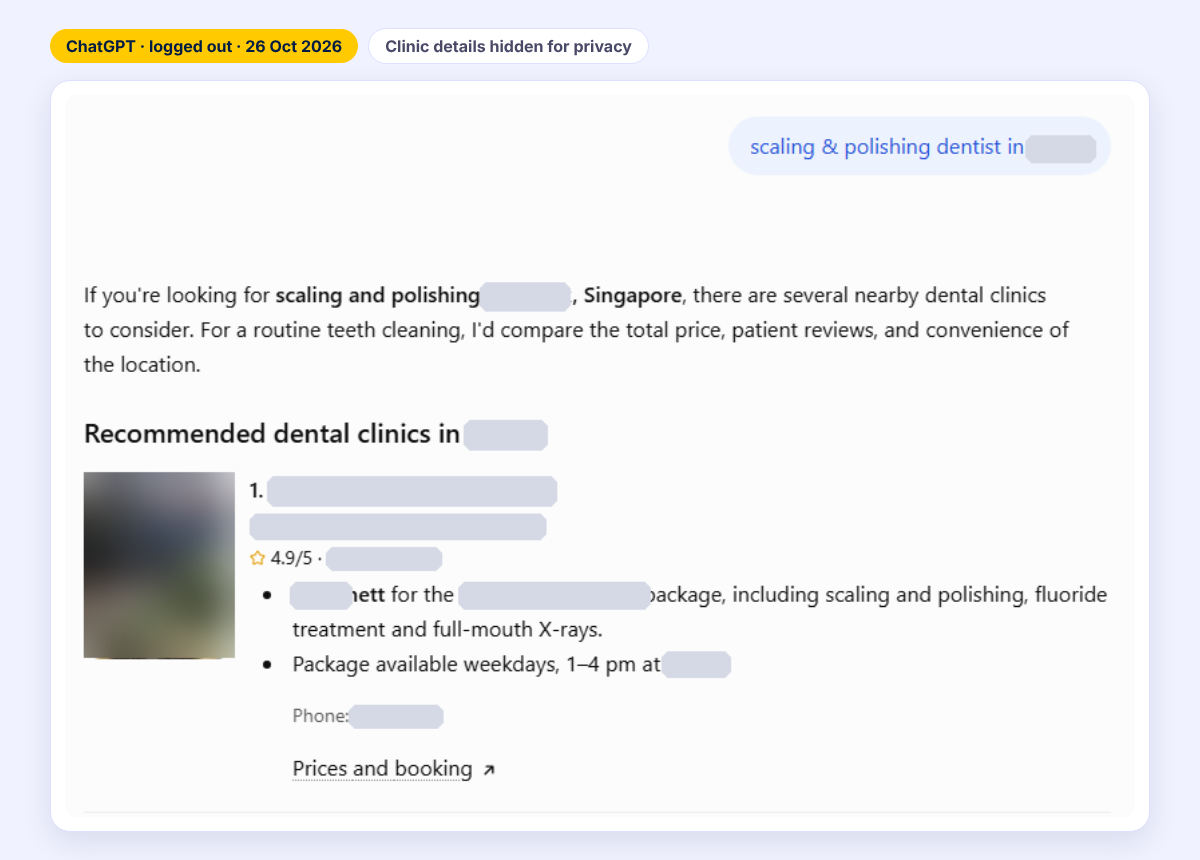 ChatGPT · logged out · 26 Oct 2026
Clinic details hidden for privacy
scaling & polishing dentist in
If you're looking for scaling and polishing , Singapore, there are several nearby dental clinics
to consider. For a routine teeth cleaning, I'd compare the total price, patient reviews, and convenience of
the location.
Recommended dental clinics in
1.
4.9/5 ·
nett for the package, including scaling and polishing, fluoride
treatment and full-mouth X-rays.
Package available weekdays, 1–4 pm at
Phone:
Prices and booking ↗